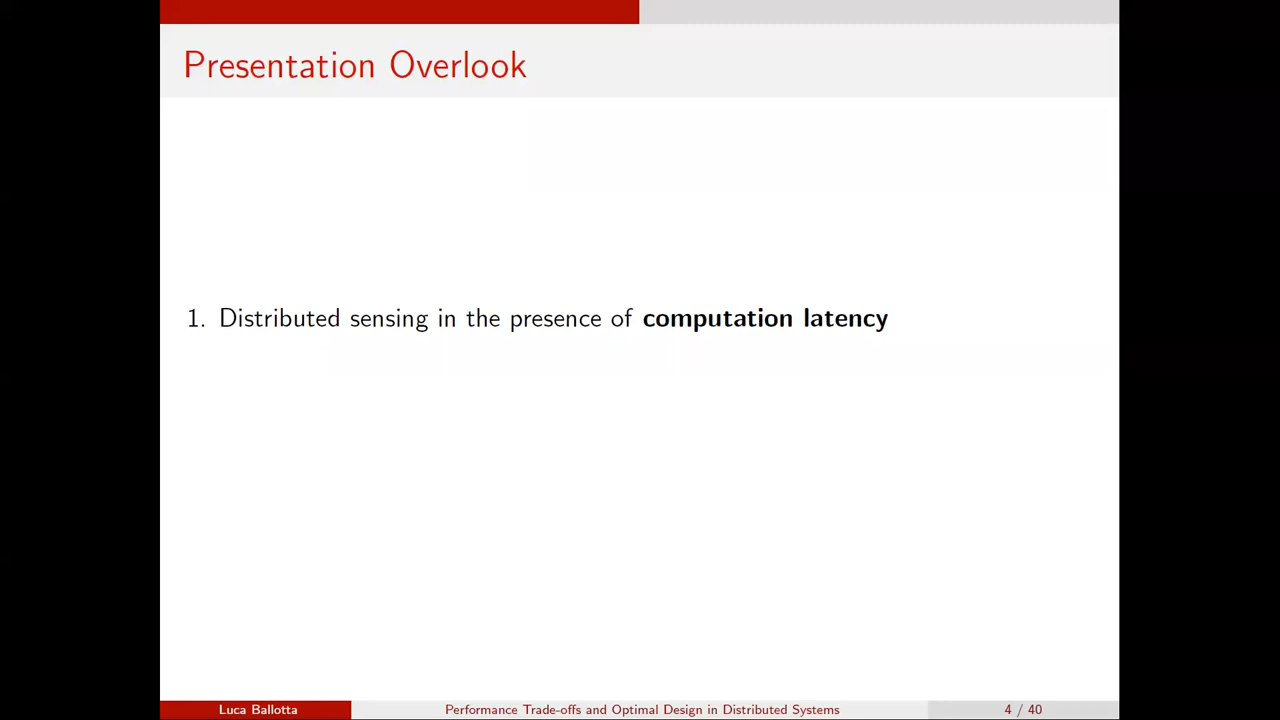 Presentation Overlook
1. Distributed sensing in the presence of computation latency
Luca Ballotta
Performance Trade-offs and Optimal Design in Distributed Systems
4 / 40